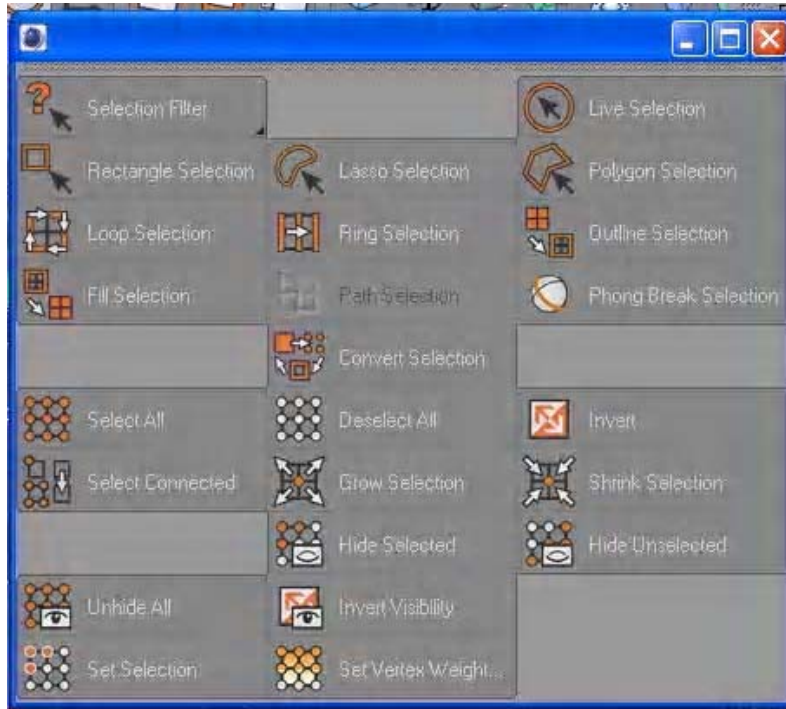 Selection Filter
Live Selection
Rectangle Selection
Lasso Selection
Polygon Selection
Loop Selection
Ring Selection
Outline Selection
Fill Selection
Path Selection
Phong Break Selection
Convert Selection...
Select All
Deselect All
Invert
Select Connected
Grow Selection
Shrink Selection
Hide Selected
Hide Unselected
Unhide All
Invert Visibility
Set Selection
Set Vertex Weight...